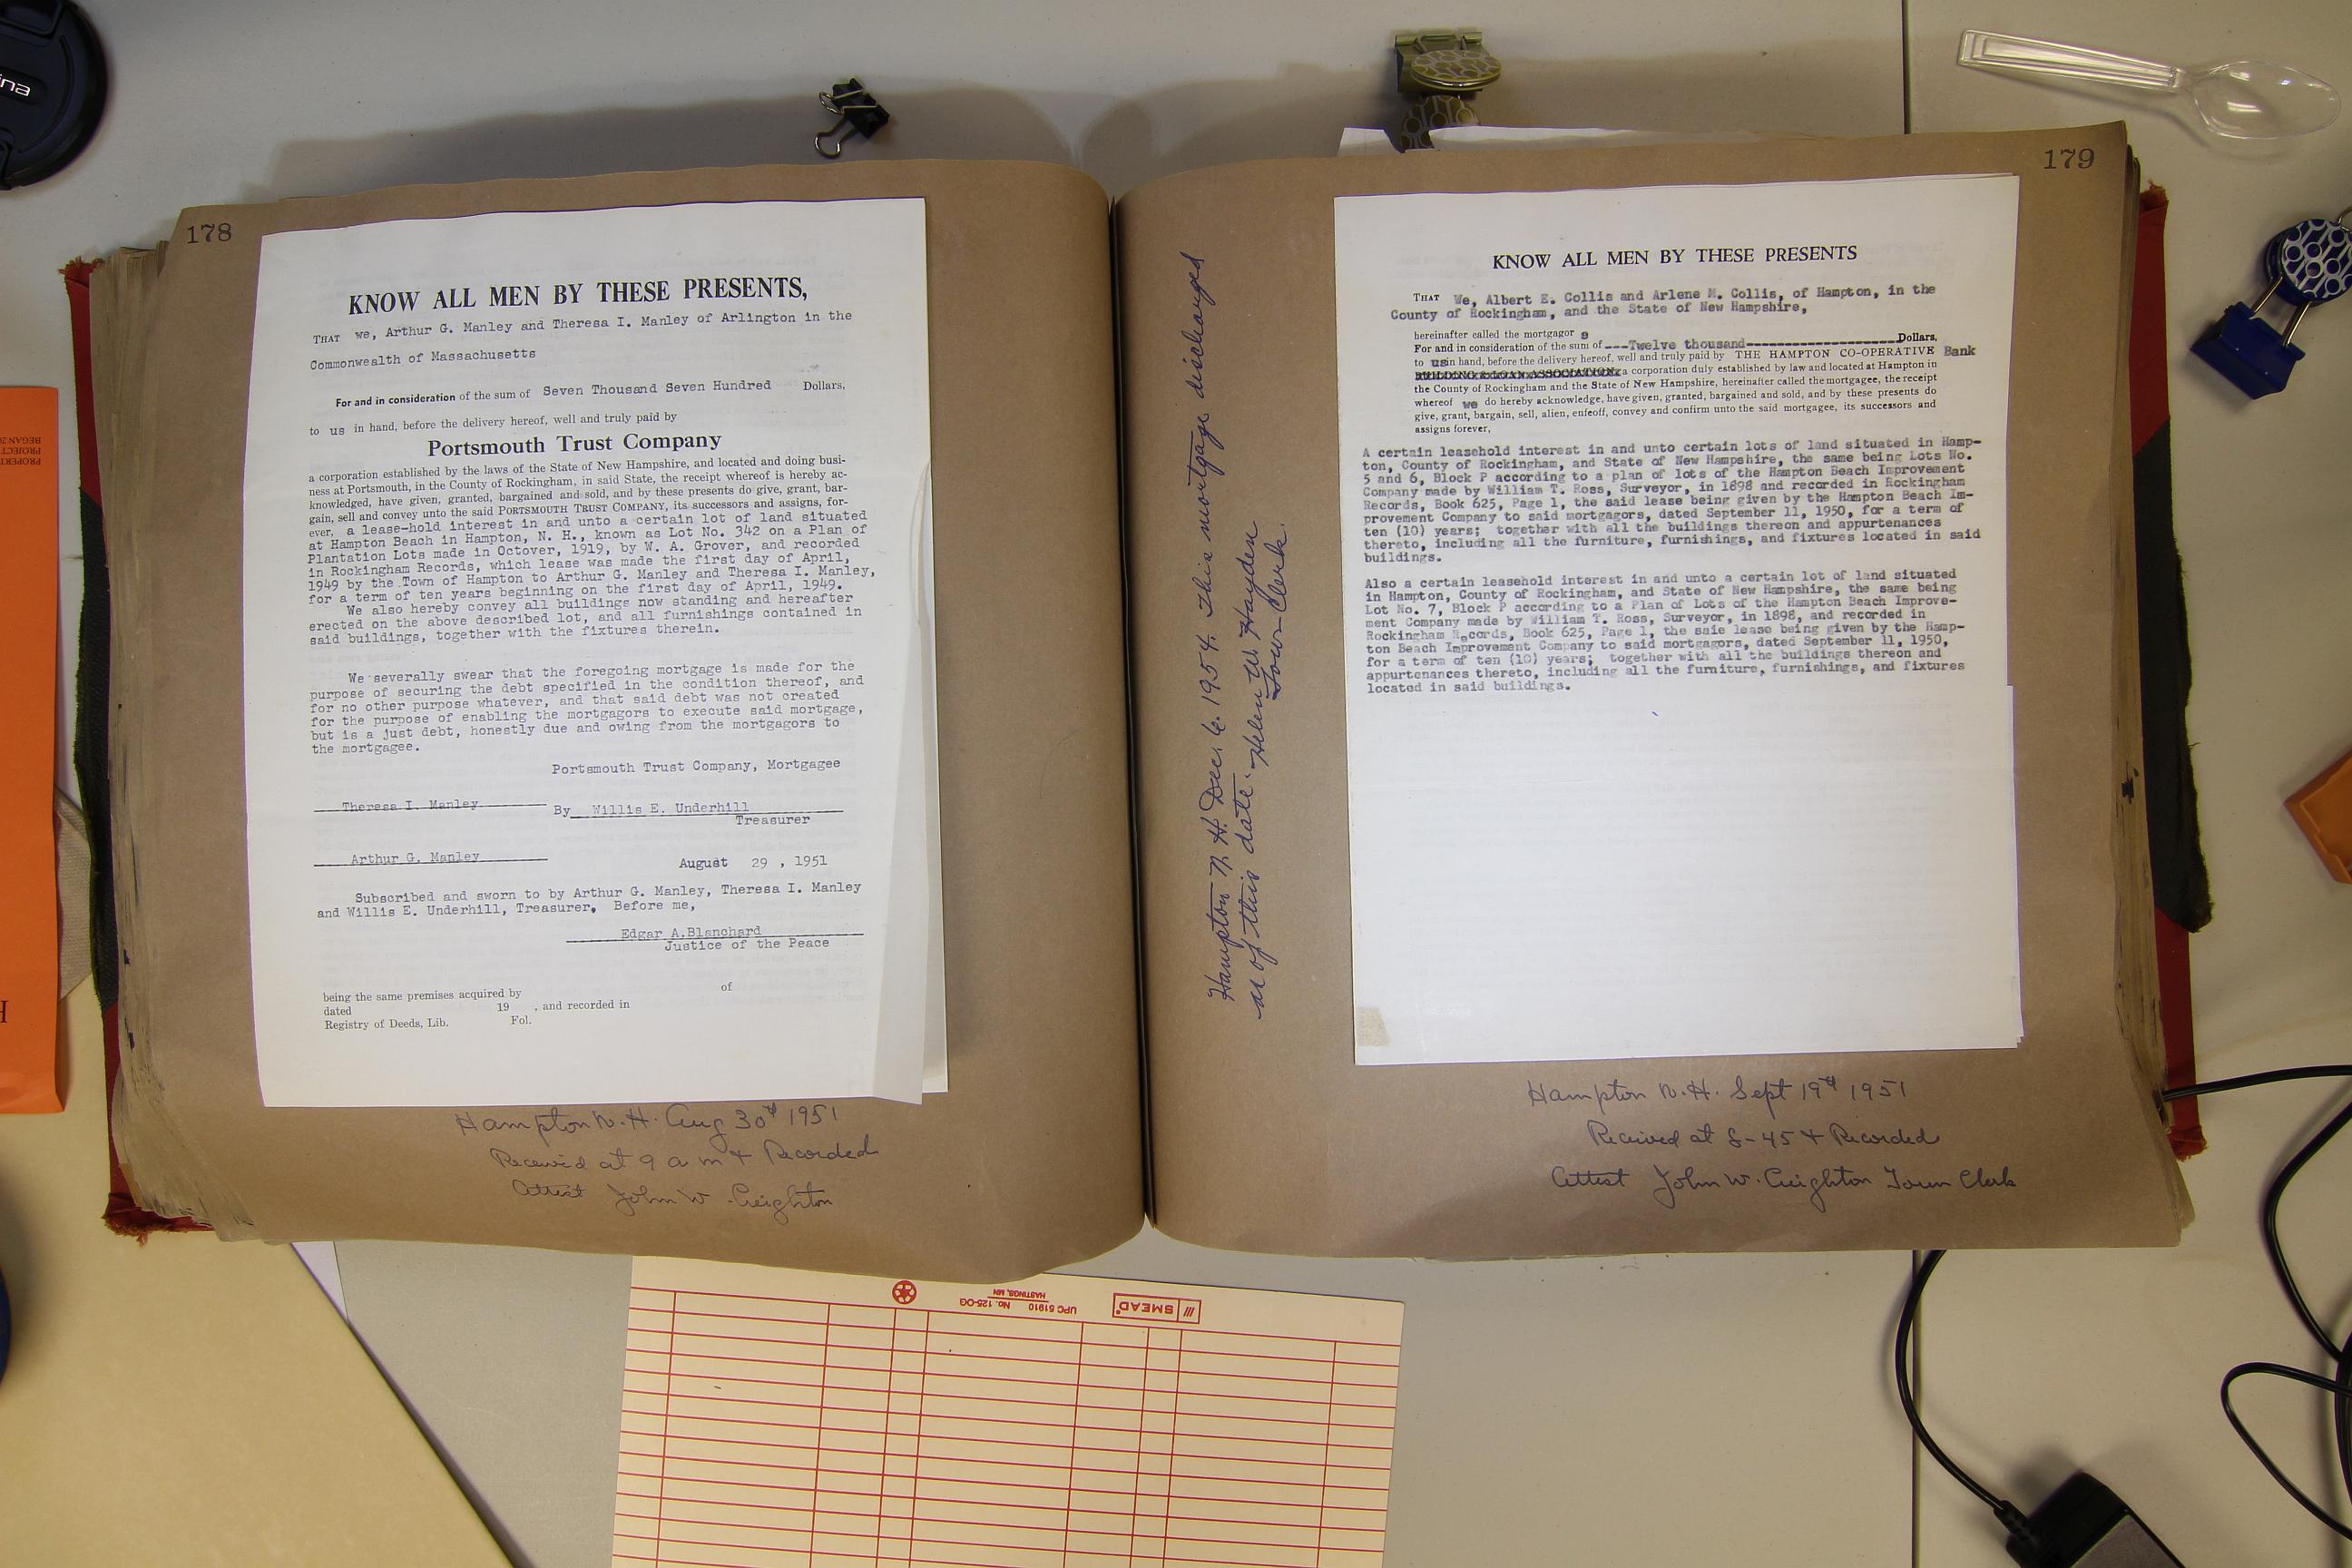 178
KNOW ALL MEN BY THESE PRESENTS,
THAT we, Arthur G. Manley and Theresa I. Manley of Arlington in the
Commonwealth of Massachusetts
For and in consideration of the sum of Seven Thousand Seven Hundred Dollars,
to us in hand, before the delivery hereof, well and truly paid by
Portsmouth Trust Company
a corporation established by the laws of the State of New Hampshire, and located and doing busi-
ness at Portsmouth, in the County of Rockingham, in said State, the receipt whereof is hereby ac-
knowledged, have given, granted, bargained and sold, and by these presents do give, grant, bar-
gain, sell and convey unto the said PORTSMOUTH TRUST COMPANY, its successors and assigns, for-
ever, a lease-hold interest in and unto a certain lot of land situated
at Hampton Beach in Hampton, N. H., known as Lot No. 342 on a Plan of
Plantation Lots made in Octover, 1919, by W. A. Grover, and recorded
in Rockingham Records, which lease was made the first day of April,
1949 by the Town of Hampton to Arthur G. Manley and Theresa I. Manley,
for a term of ten years beginning on the first day of April, 1949.
We also hereby convey all buildings now standing and hereafter
erected on the above described lot, and all furnishings contained in
said buildings, together with the fixtures therein.
We severally swear that the foregoing mortgage is made for the
purpose of securing the debt specified in the condition thereof, and
for no other purpose whatever, and that said debt was not created
for the purpose of enabling the mortgagors to execute said mortgage,
but is a just debt, honestly due and owing from the mortgagors to
the mortgagee.
Portsmouth Trust Company, Mortgagee
Theresa I. Manley By Willis E. Underhill
Treasurer
Arthur G. Manley August 29 , 1951
Subscribed and sworn to by Arthur G. Manley, Theresa I. Manley
and Willis E. Underhill, Treasurer, Before me,
Edgar A.Blanchard
Justice of the Peace
being the same premises acquired by of
dated 19 , and recorded in
Registry of Deeds, Lib. Fol.
Hampton N. H. Aug 30th 1951
Received at 9 a m + Recorded
Attest John W. Creighton
Hampton N. H. Dec. 6. 1954. This mortgage discharged
as of this date. Helen W. Hayden
Town Clerk.
179
KNOW ALL MEN BY THESE PRESENTS
THAT We, Albert E. Collis and Arlene M. Collis, of Hampton, in the
County of Rockingham, and the State of New Hampshire,
hereinafter called the mortgagor s
For and in consideration of the sum of ---Twelve thousand--------------------Dollars,
to us in hand, before the delivery hereof, well and truly paid by THE HAMPTON CO-OPERATIVE Bank
BUILDING & LOAN ASSOCIATION, a corporation duly established by law and located at Hampton in
the County of Rockingham and the State of New Hampshire, hereinafter called the mortgagee, the receipt
whereof we do hereby acknowledge, have given, granted, bargained and sold, and by these presents do
give, grant, bargain, sell, alien, enfeoff, convey and confirm unto the said mortgagee, its successors and
assigns forever,
A certain leasehold interest in and unto certain lots of land situated in Hamp-
ton, County of Rockingham, and State of New Hampshire, the same being Lots No.
5 and 6, Block P according to a plan of lots of the Hampton Beach Improvement
Company made by William T. Ross, Surveyor, in 1898 and recorded in Rockingham
Records, Book 625, Page 1, the said lease being given by the Hampton Beach Im-
provement Company to said mortgagors, dated September 11, 1950, for a term of
ten (10) years; together with all the buildings thereon and appurtenances
thereto, including all the furniture, furnishings, and fixtures located in said
buildings.
Also a certain leasehold interest in and unto a certain lot of land situated
in Hampton, County of Rockingham, and State of New Hampshire, the same being
Lot No. 7, Block P according to a Plan of Lots of the Hampton Beach Improve-
ment Company made by William T. Ross, Surveyor, in 1898, and recorded in
Rockingham Records, Book 625, Page 1, the saie lease being given by the Hamp-
ton Beach Improvement Company to said mortgagors, dated September 11, 1950,
for a term of ten (10) years; together with all the buildings thereon and
appurtenances thereto, including all the furniture, furnishings, and fixtures
located in said buildings.
Hampton N. H. Sept 19th 1951
Received at 8-45 + Recorded
Attest John W. Creighton Town Clerk
SMEAD
UPC 51910 No. 125-OG
HASTINGS, MN